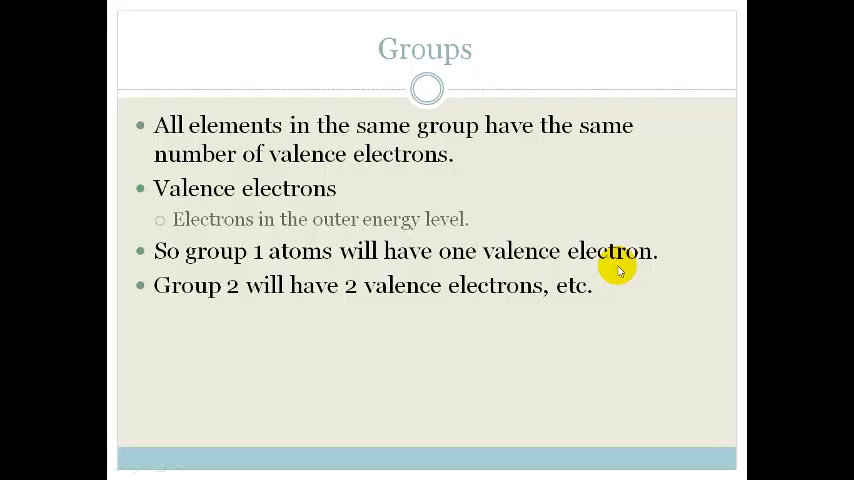 Groups
All elements in the same group have the same
number of valence electrons.
Valence electrons
Electrons in the outer energy level.
So group 1 atoms will have one valence electron.
Group 2 will have 2 valence electrons, etc.